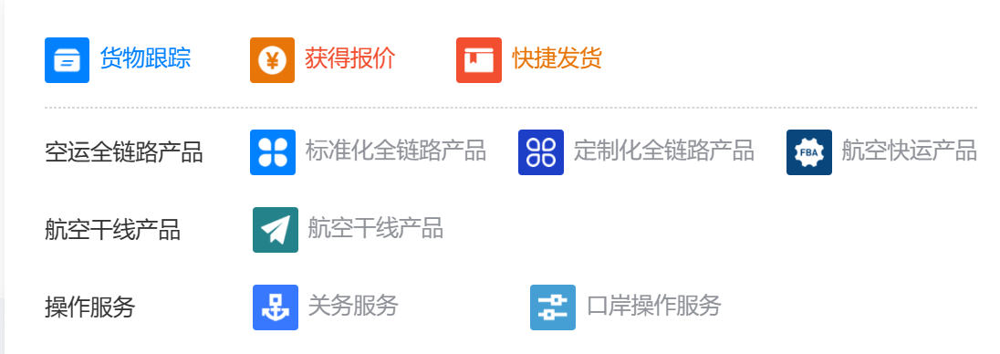 货物跟踪 获得报价 快捷发货
空运全链路产品 标准化全链路产品 定制化全链路产品 FBA 航空快运产品
航空干线产品 航空干线产品
操作服务 关务服务 口岸操作服务